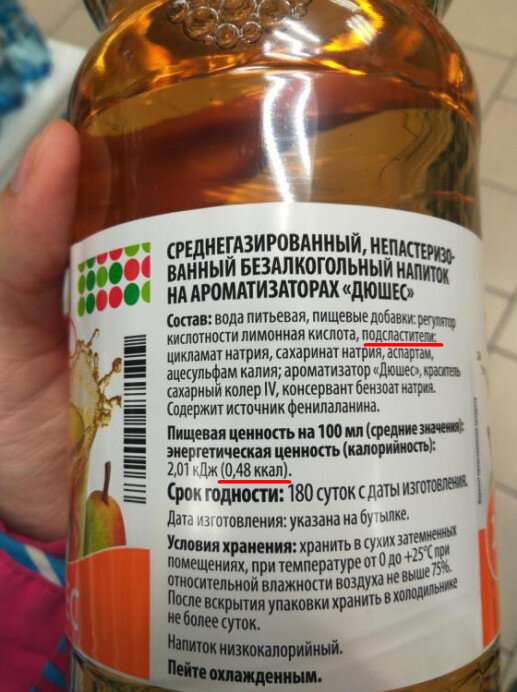 СРЕДНЕГАЗИРОВАННЫЙ, НЕПАСТЕРИЗО-
ВАННЫЙ БЕЗАЛКОГОЛЬНЫЙ НАПИТОК
НА АРОМАТИЗАТОРАХ «ДЮШЕС»
Состав: вода питьевая, пищевые добавки: регулятор
кислотности лимонная кислота, подсластители:
цикламат натрия, сахаринат натрия, аспартам,
ацесульфам калия; ароматизатор «Дюшес», краситель
сахарный колер IV, консервант бензоат натрия.
Содержит источник фенилаланина.
Пищевая ценность на 100 мл (средние значения):
энергетическая ценность (калорийность):
2,01 кДж (0,48 ккал).
Срок годности: 180 суток с даты изготовления.
Дата изготовления: указана на бутылке.
Условия хранения: хранить в сухих затемненных
помещениях, при температуре от 0 до +25°С при
относительной влажности воздуха не выше 75%.
После вскрытия упаковки хранить в холодильнике
не более суток.
Напиток низкокалорийный.
Пейте охлажденным.